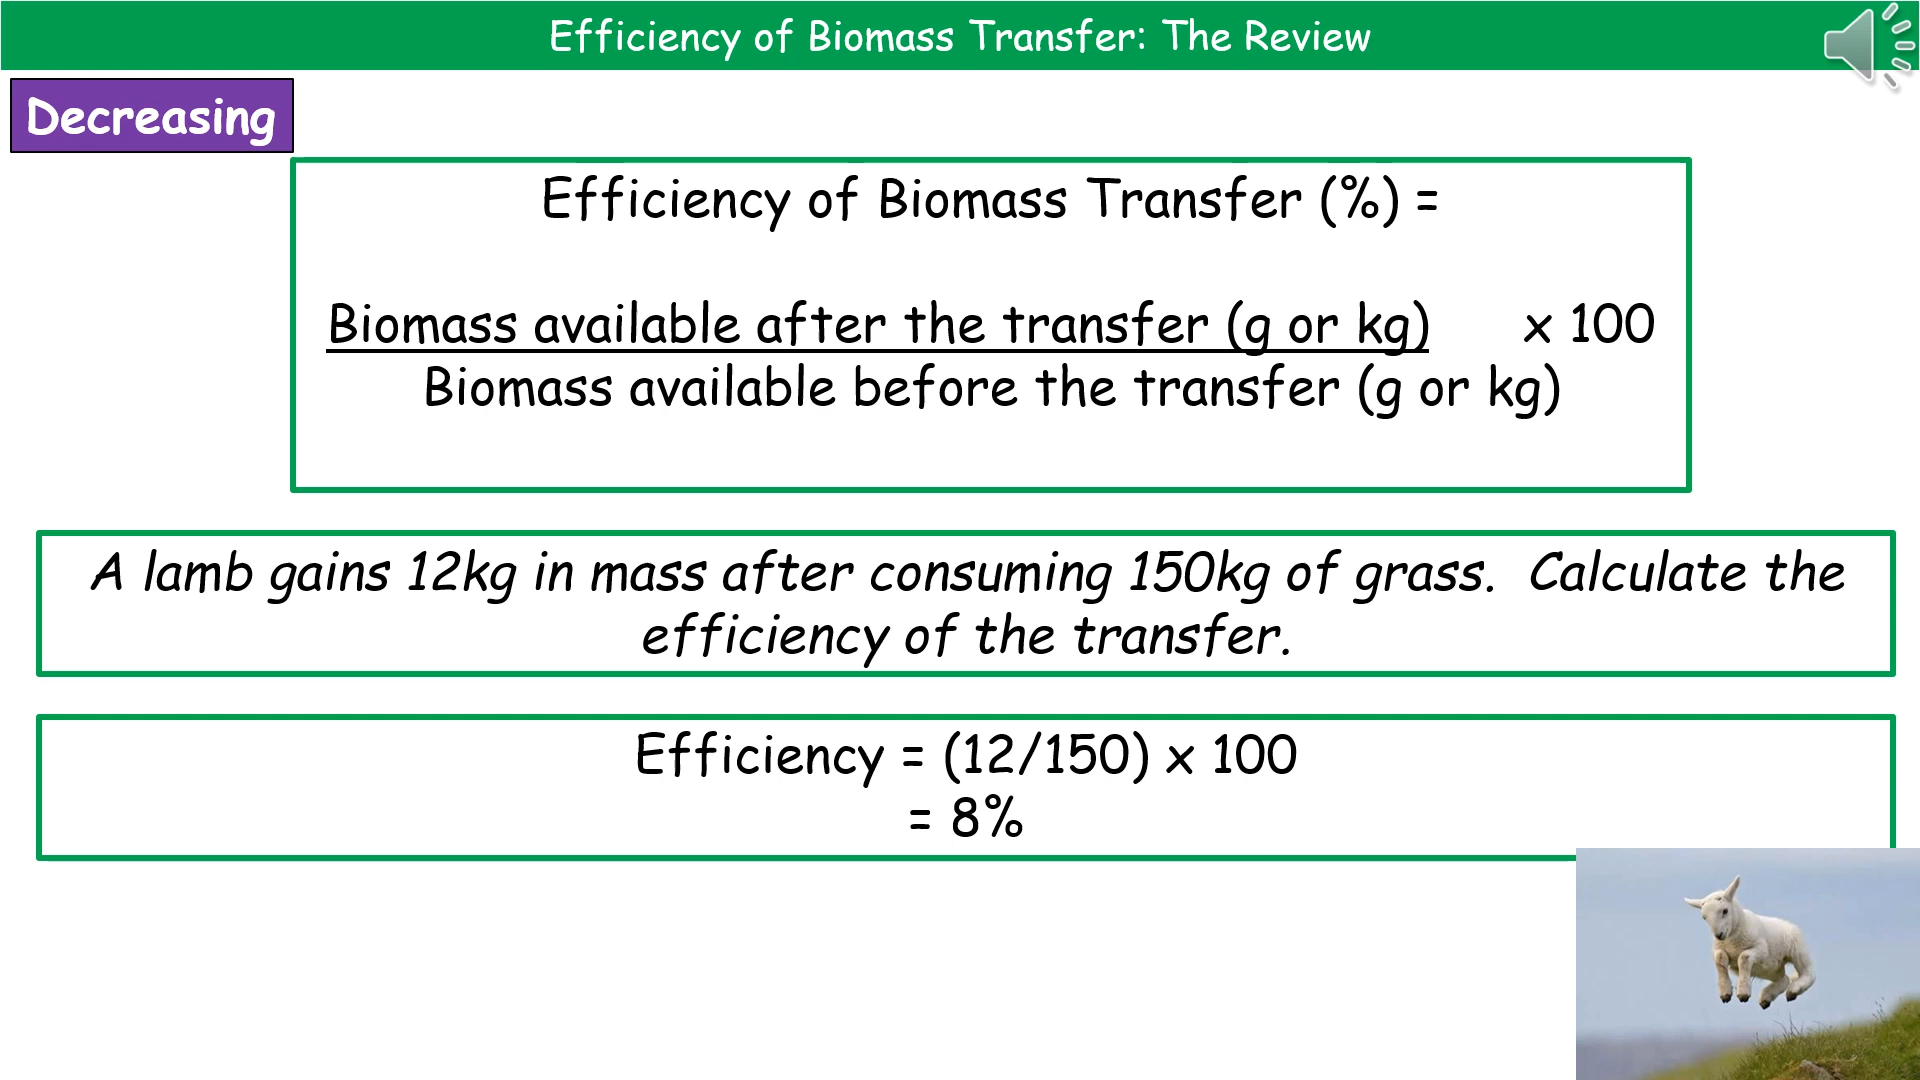 Efficiency of Biomass Transfer: The Review
Decreasing
Efficiency of Biomass Transfer (%) =
Biomass available after the transfer (g or kg) x 100
Biomass available before the transfer (g or kg)
A lamb gains 12kg in mass after consuming 150kg of grass. Calculate the
efficiency of the transfer.
Efficiency = (12/150) x 100
= 8%